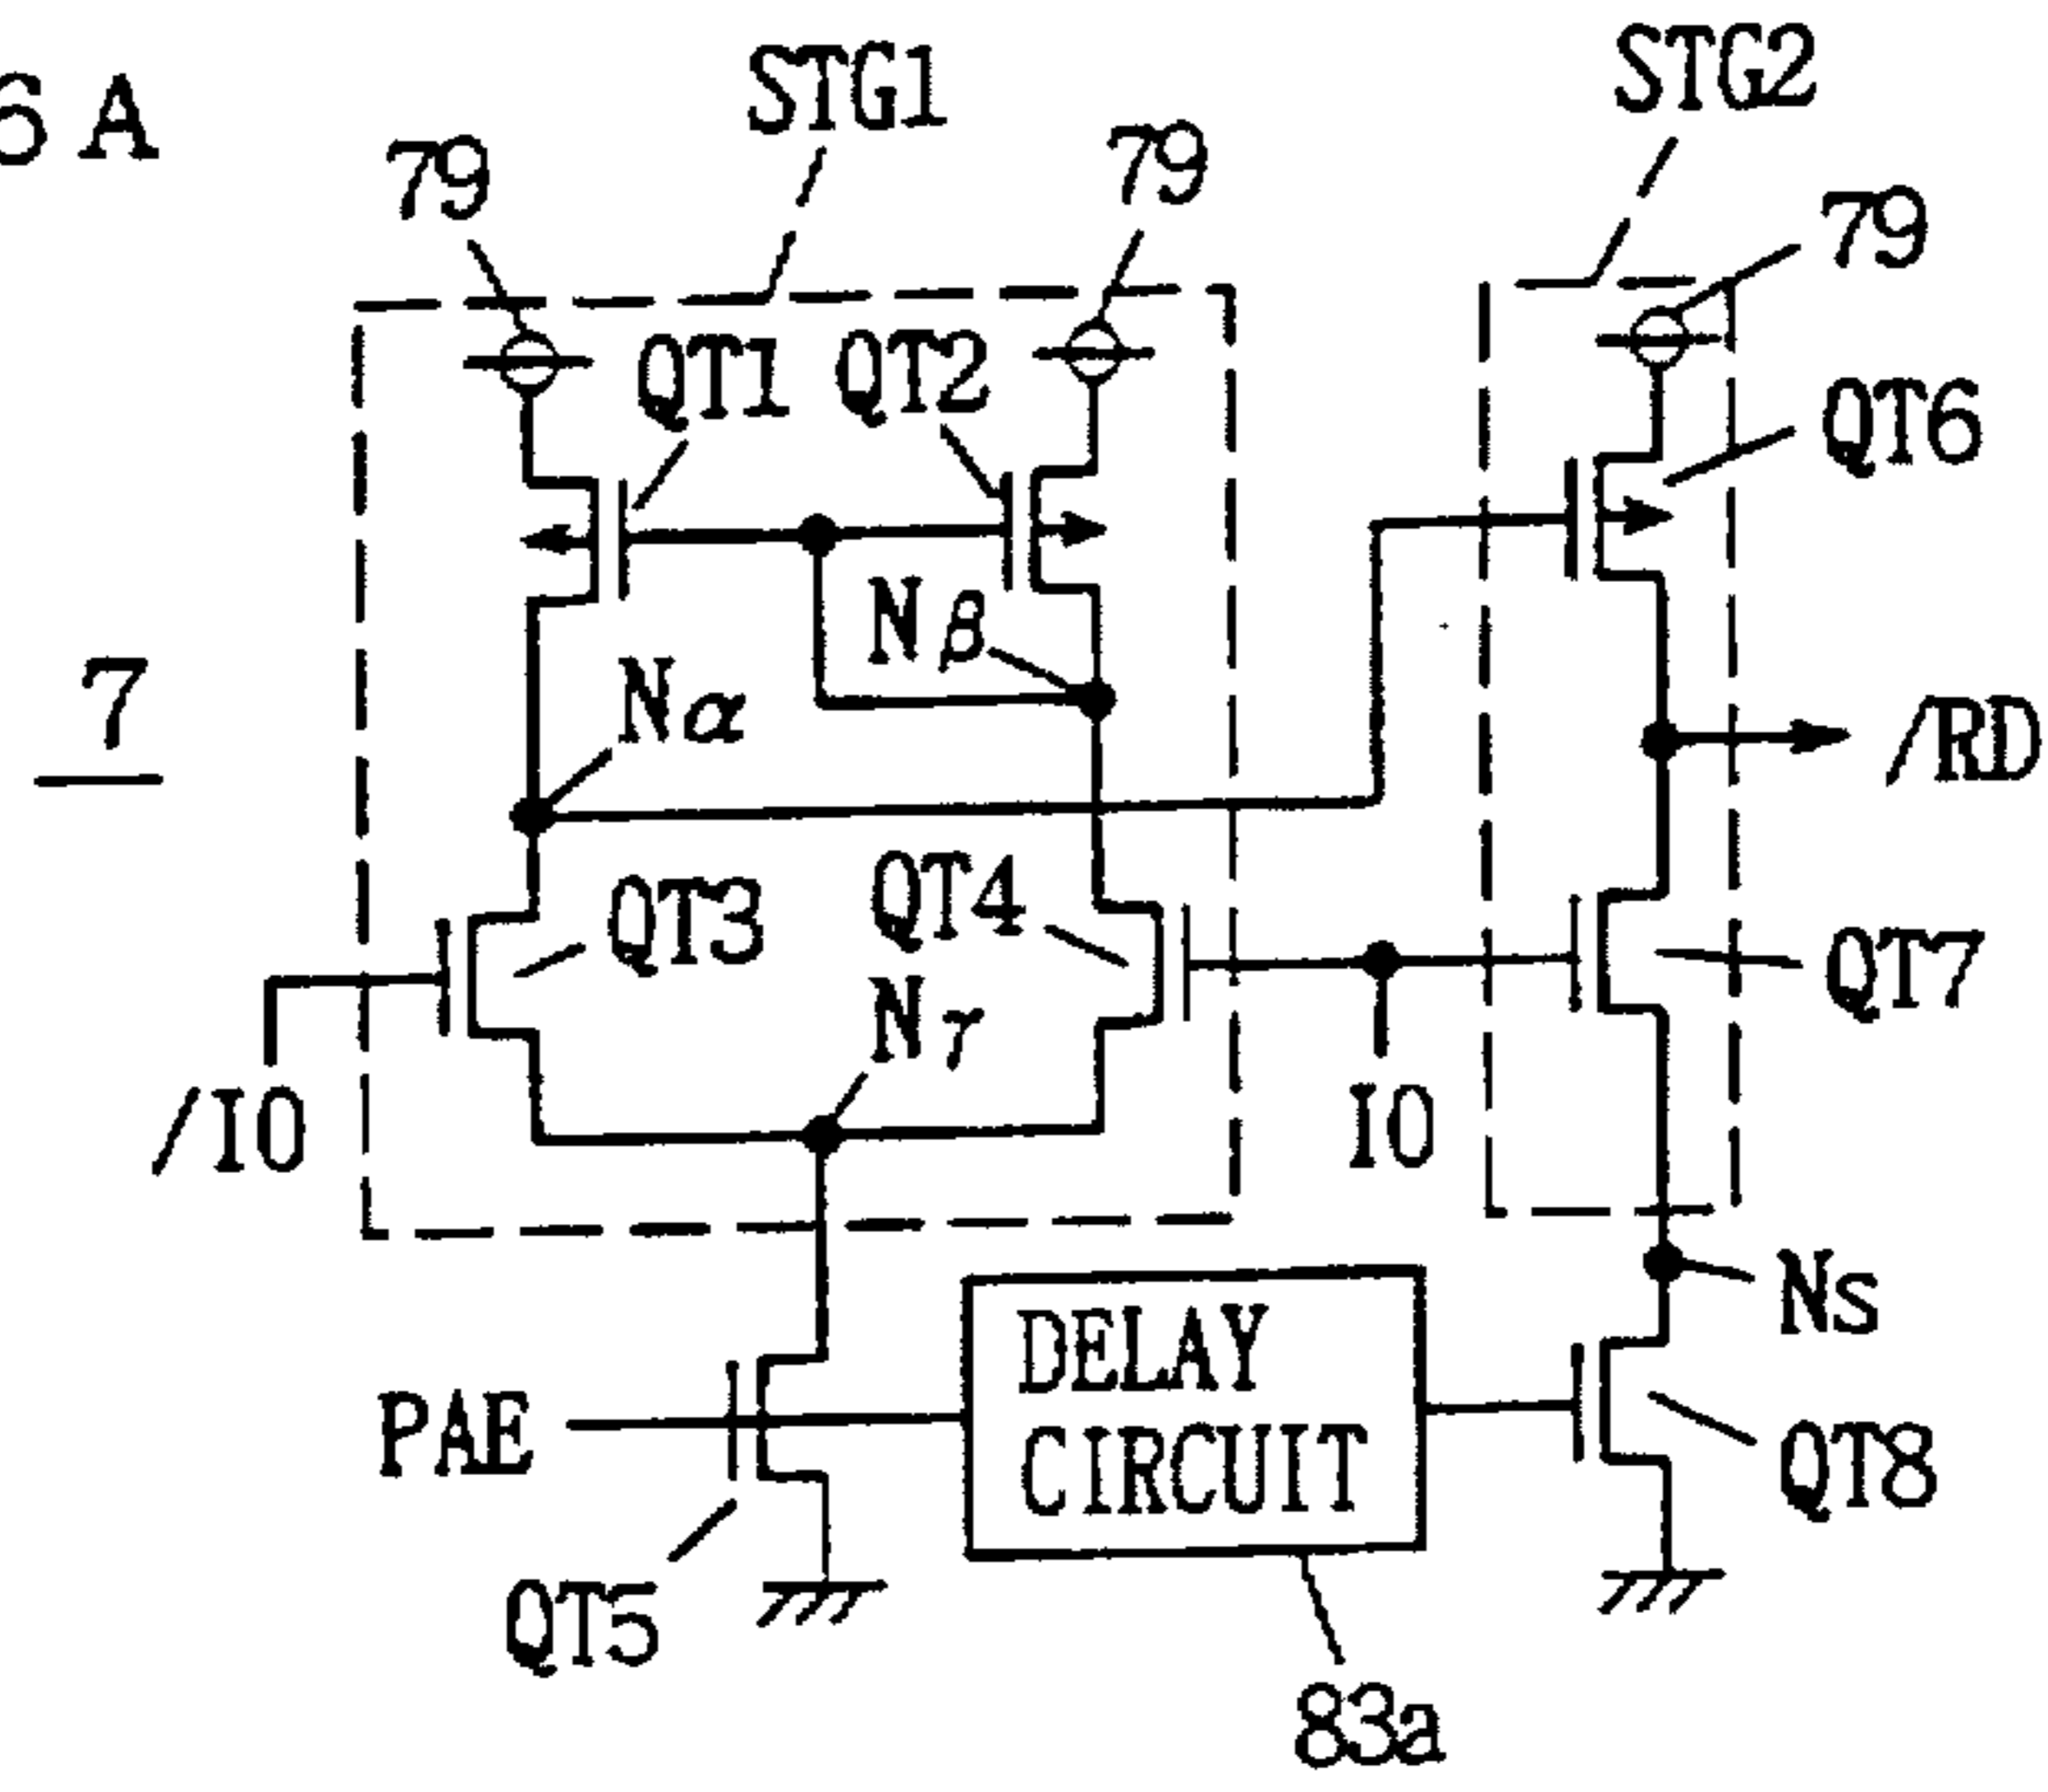 6 A
STG1
STG2
79
79
79
QT1
QT2
QT6
Nβ
7
Nα
/RD
QT3
QT4
QT7
Nγ
/IO
IO
NS
DELAY
CIRCUIT
PAE
QT8
QT5
83a